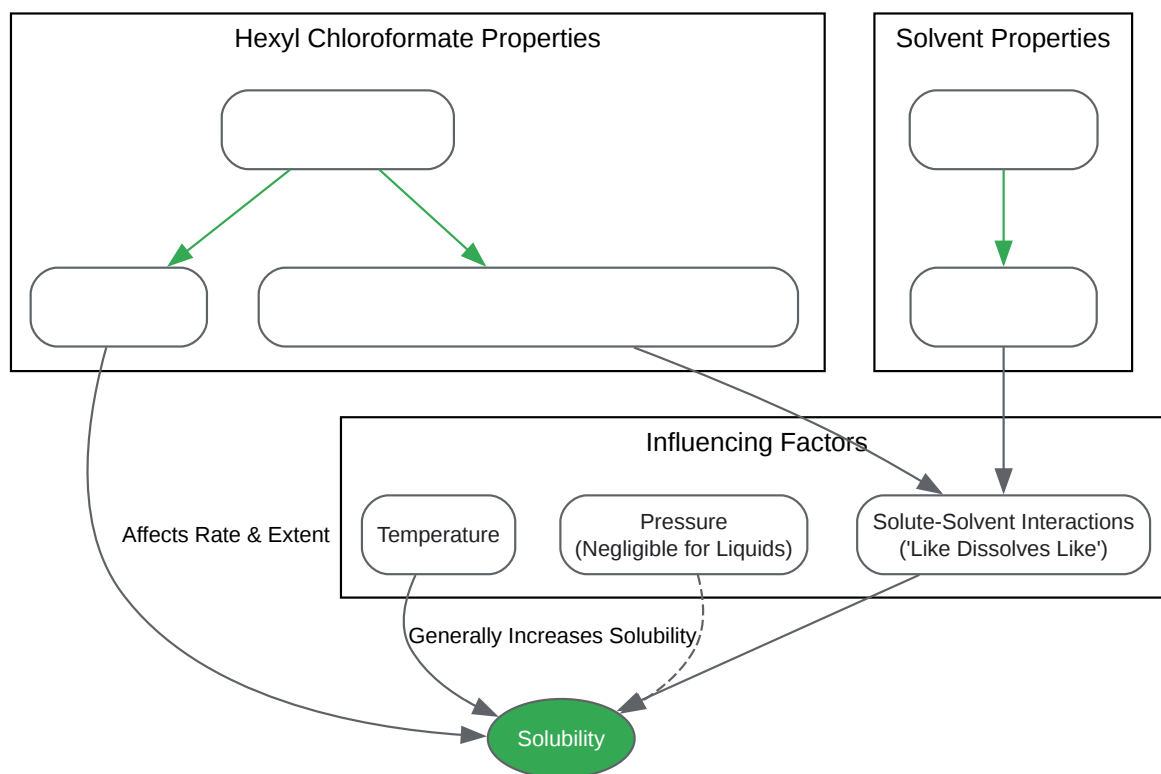 Hexyl Chloroformate Properties
Solvent Properties
Influencing Factors
Affects Rate & Extent
Temperature
Pressure
(Negligible for Liquids)
Solute-Solvent Interactions
('Like Dissolves Like')
Generally Increases Solubility
Solubility